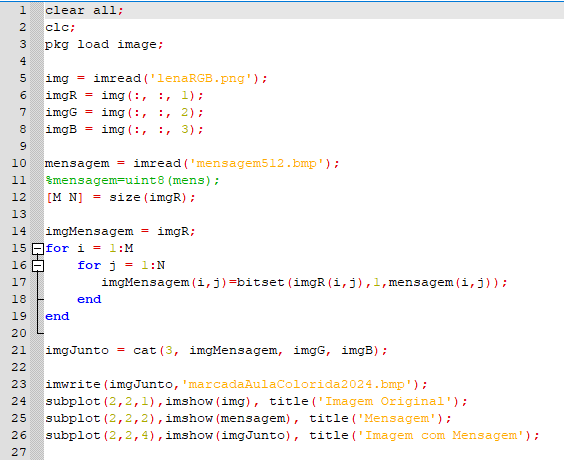 1 clear all;
2 clc;
3 pkg load image;
4
5 img = imread('lenaRGB.png');
6 imgR = img(:, :, 1);
7 imgG = img(:, :, 2);
8 imgB = img(:, :, 3);
9
10 mensagem = imread('mensagem512.bmp');
11 %mensagem=uint8(mens);
12 [M N] = size(imgR);
13
14 imgMensagem = imgR;
15 for i = 1:M
16     for j = 1:N
17        imgMensagem(i,j)=bitset(imgR(i,j),1,mensagem(i,j));
18     end
19 end
20
21 imgJunto = cat(3, imgMensagem, imgG, imgB);
22
23 imwrite(imgJunto,'marcadaAulaColorida2024.bmp');
24 subplot(2,2,1),imshow(img), title('Imagem Original');
25 subplot(2,2,2),imshow(mensagem), title('Mensagem');
26 subplot(2,2,4),imshow(imgJunto), title('Imagem com Mensagem');
27